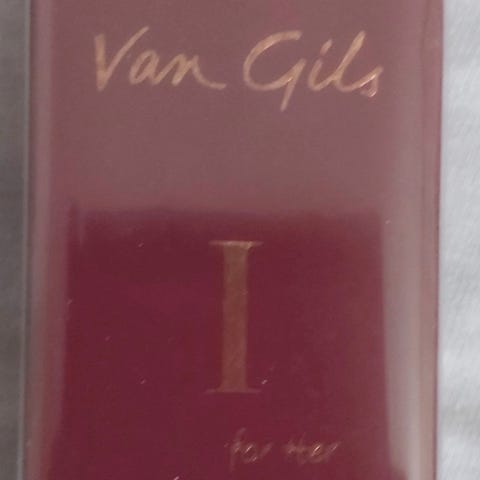 Van Gils
I
for Her